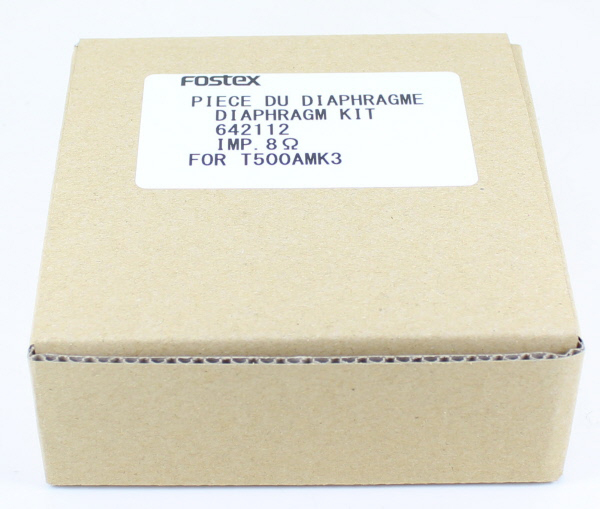 Fostex
PIECE DU DIAPHRAGME
DIAPHRAGM KIT
642112
IMP. 8Ω
FOR T500AMK3